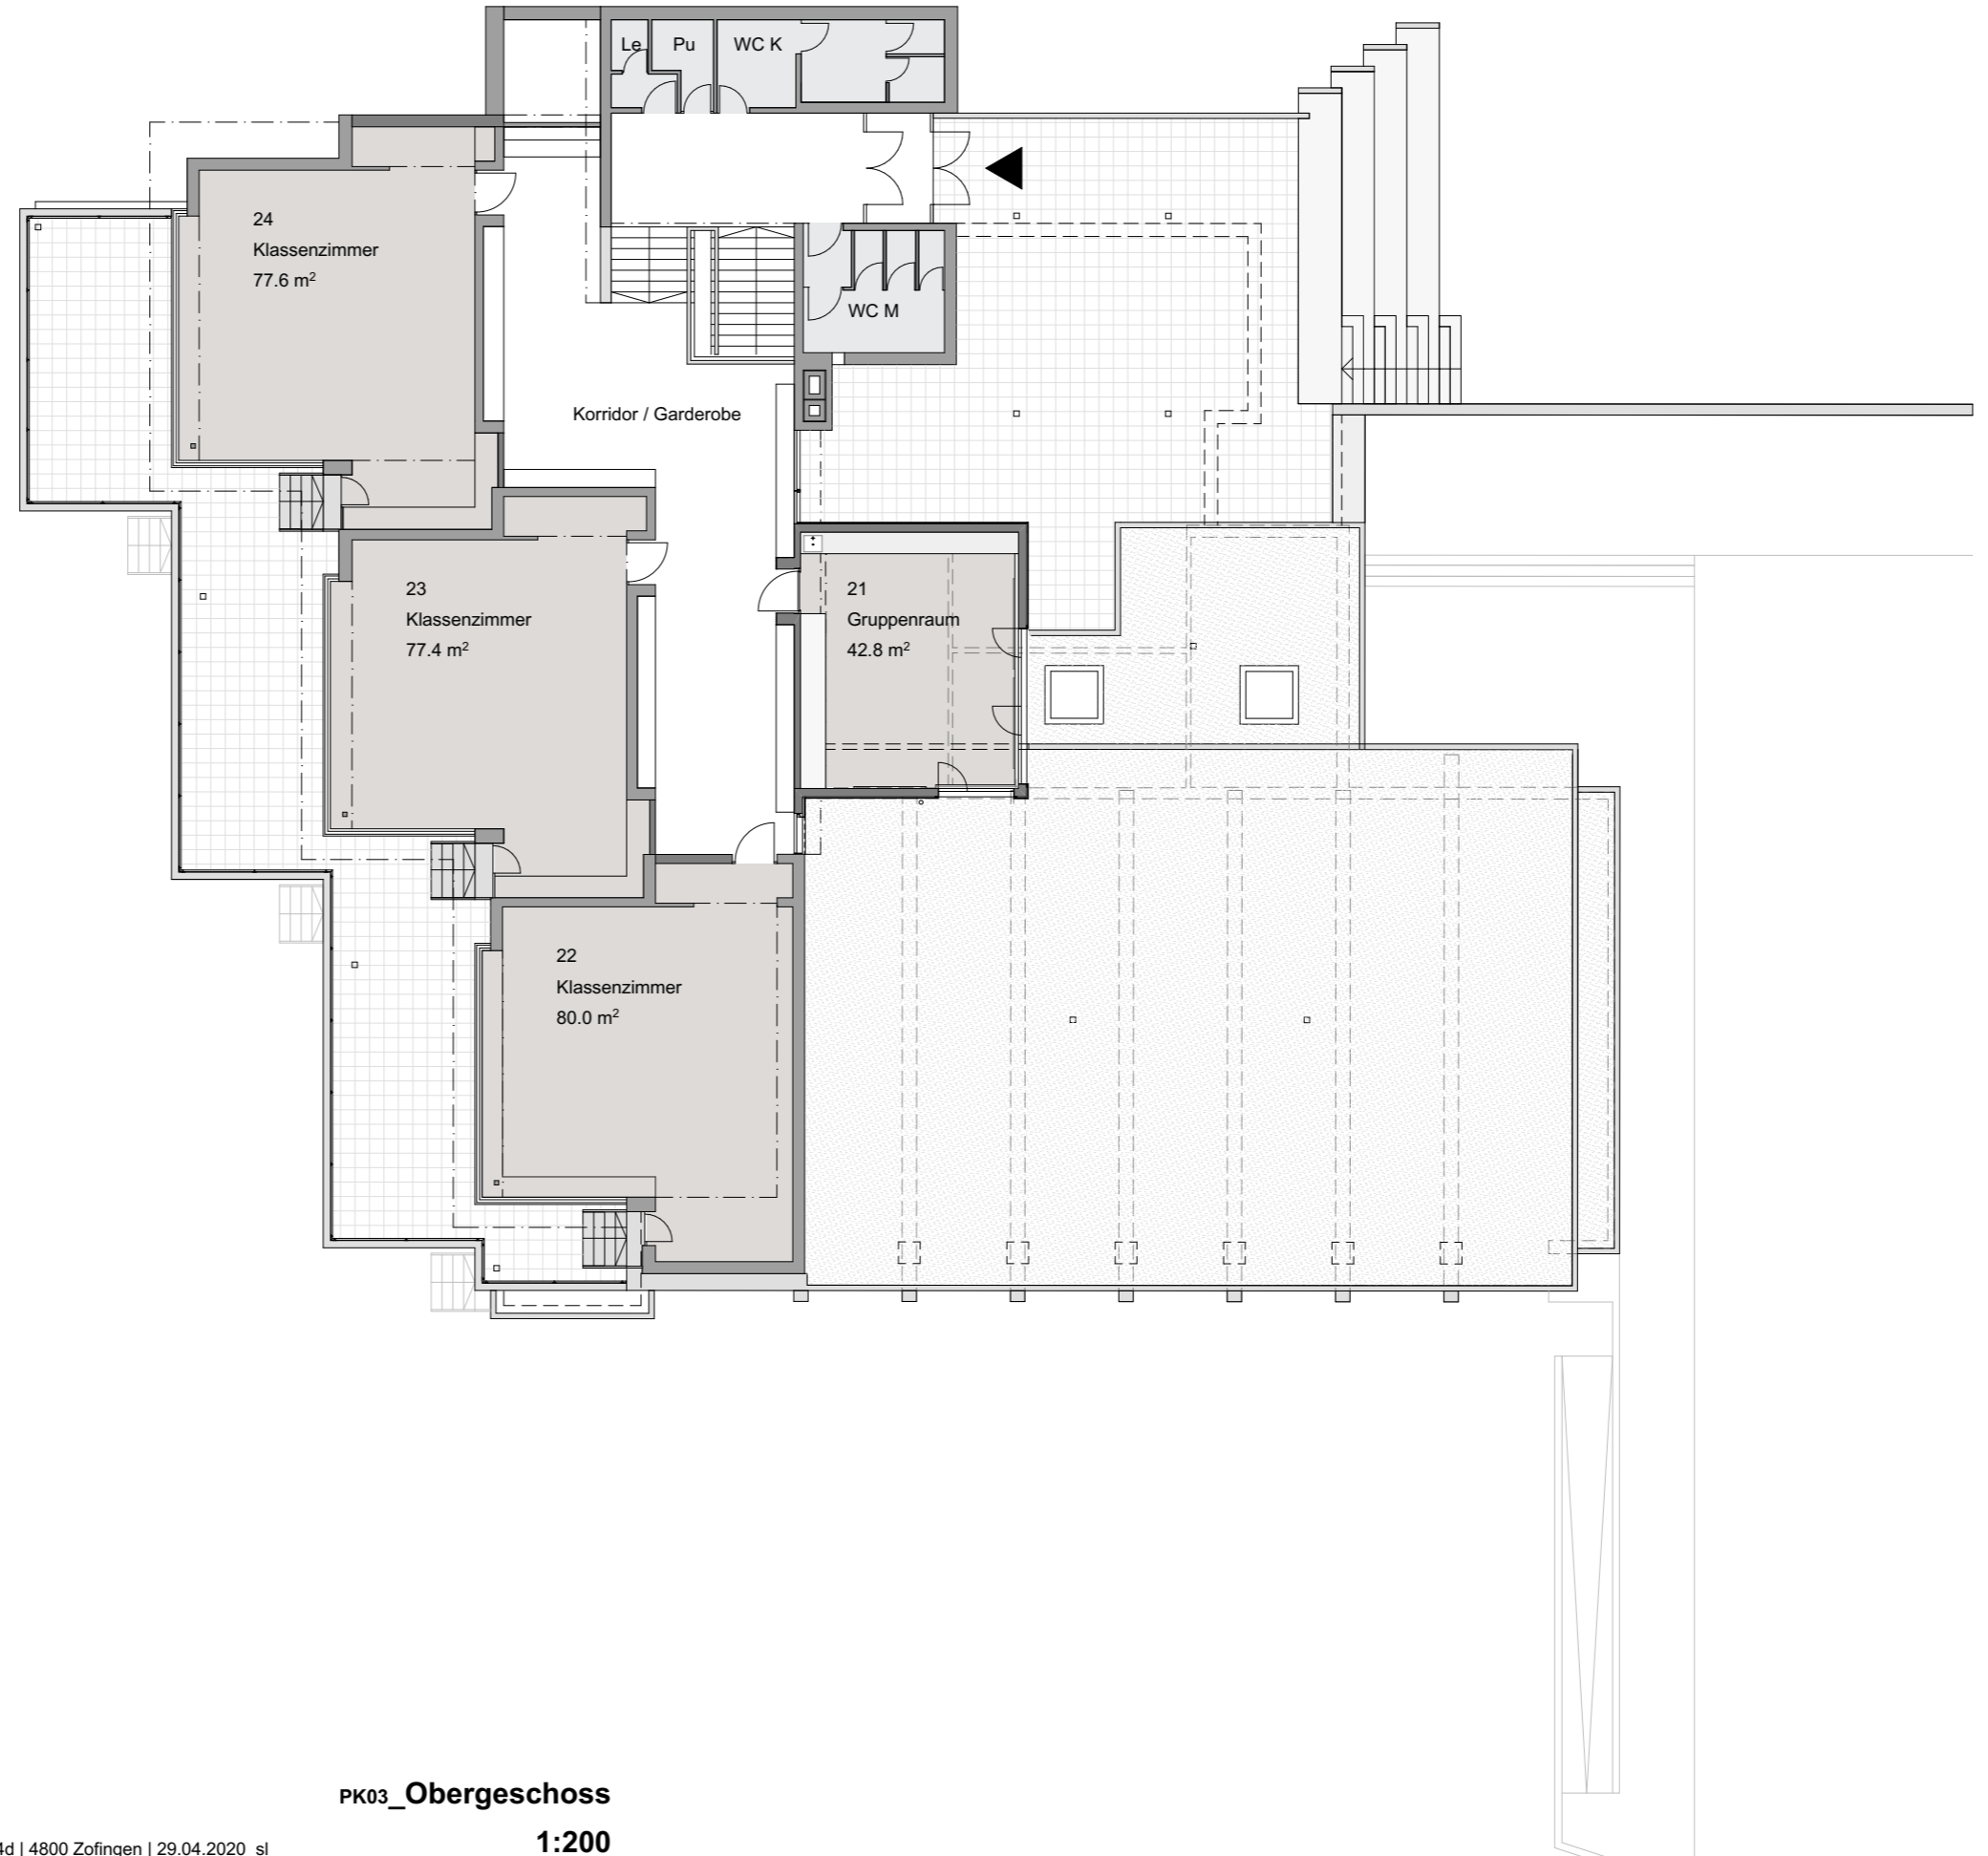 Le
Pu
WC K
24
Klassenzimmer
77.6 m²
WC M
Korridor / Garderobe
23
Klassenzimmer
77.4 m²
21
Gruppenraum
42.8 m²
22
Klassenzimmer
80.0 m²
PK03_Obergeschoss
1:200
| 4800 Zofingen | 29.04.2020 sl